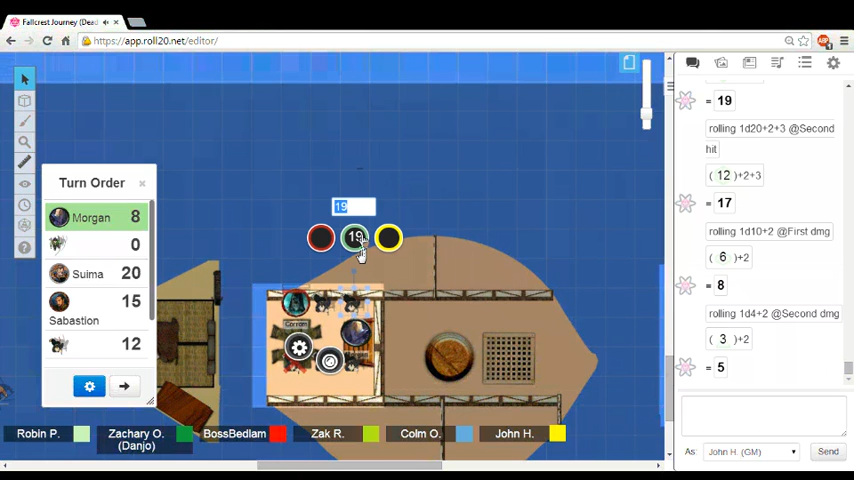 Fallcrest Journey (Dead
https://app.roll20.net/editor/
ABP
Turn Order
Morgan 8
0
Suima 20
15
Sabastion
12
19
19
Corram
= 19
rolling 1d20+2+3 @Second
hit
( 12 )+2+3
= 17
rolling 1d10+2 @First dmg
( 6 )+2
= 8
rolling 1d4+2 @Second dmg
( 3 )+2
= 5
Robin P.
Zachary O.
(Danjo)
BossBedlam
Zak R.
Colm O.
John H.
As:
John H. (GM)
Send